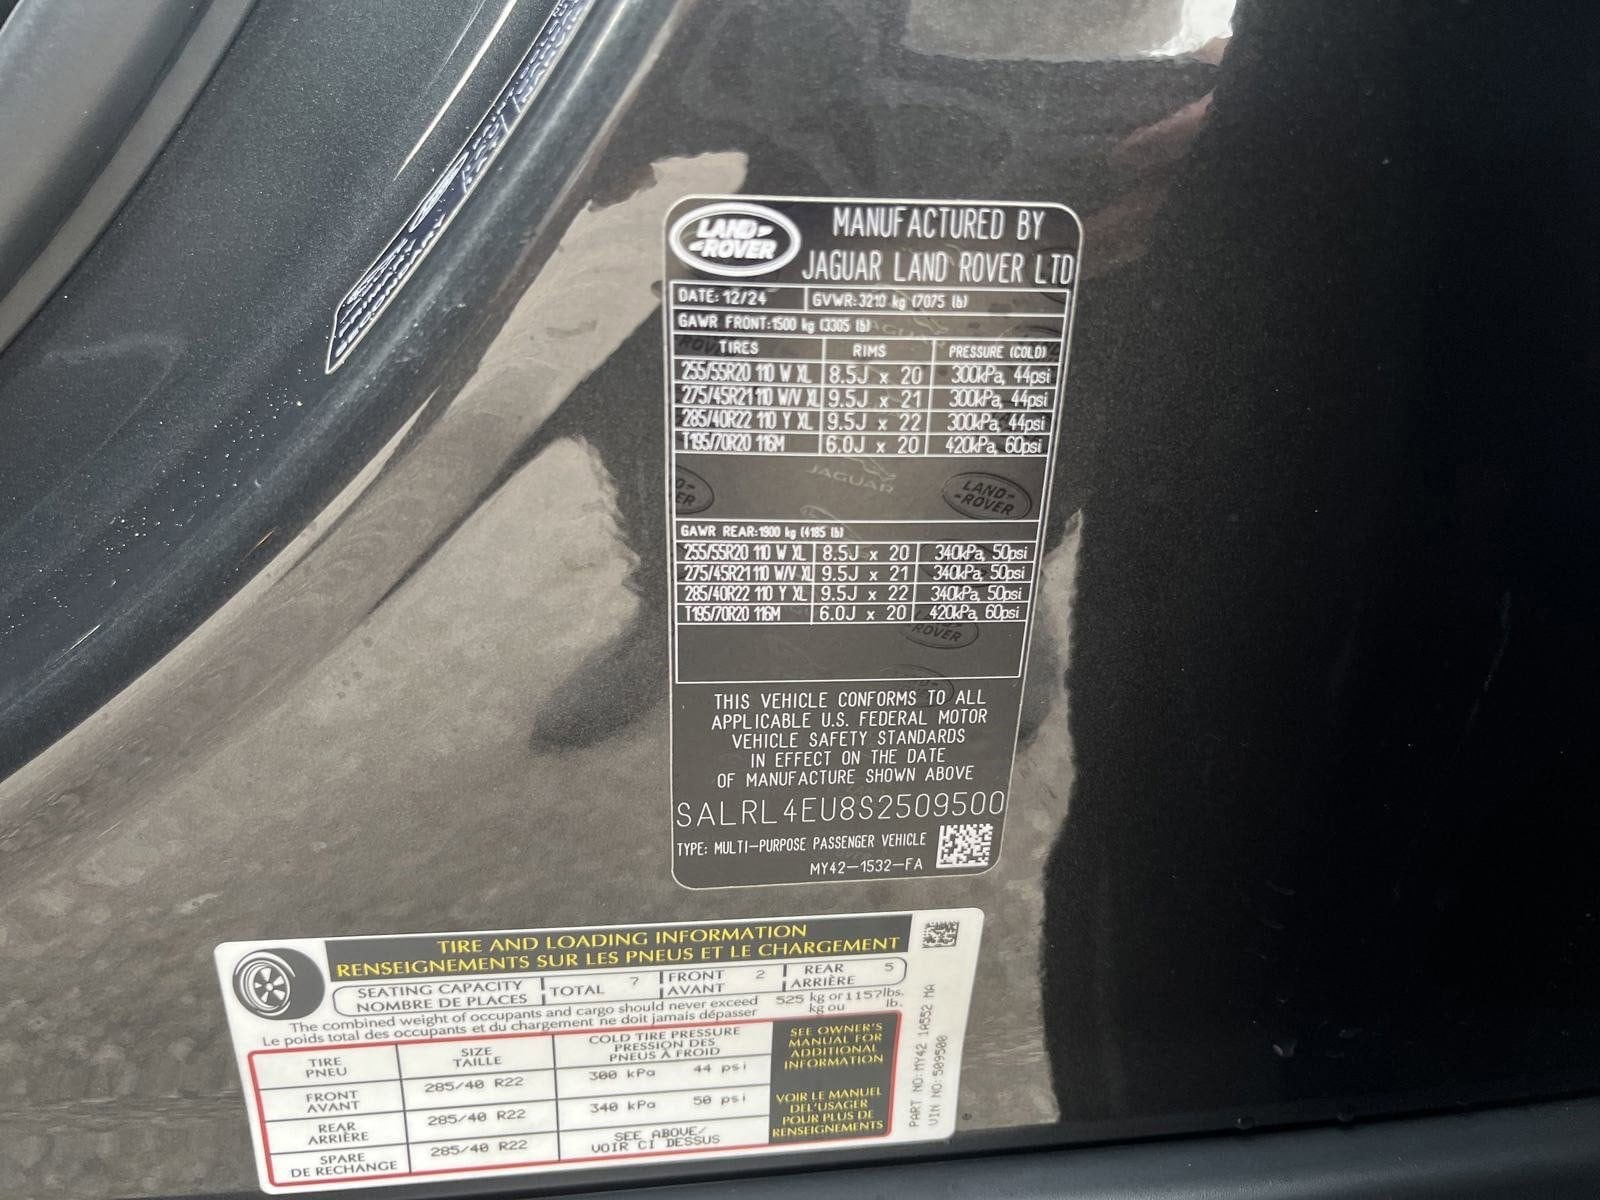 LAND-
-ROVER
MANUFACTURED BY
JAGUAR LAND ROVER LTD
DATE: 12/24 GVWR: 3210 kg (7075 lb)
GAWR FRONT: 1500 kg (3305 lb)
TIRES RIMS PRESSURE (COLD)
255/55R20 110 W XL 8.5J x 20 300kPa, 44psi
275/45R21 110 W/V XL 9.5J x 21 300kPa, 44psi
285/40R22 110 Y XL 9.5J x 22 300kPa, 44psi
T195/70R20 116M 6.0J x 20 420kPa, 60psi
JAGUAR
LAND-
-ROVER
GAWR REAR: 1900 kg (4185 lb)
255/55R20 110 W XL 8.5J x 20 340kPa, 50psi
275/45R21 110 W/V XL 9.5J x 21 340kPa, 50psi
285/40R22 110 Y XL 9.5J x 22 340kPa, 50psi
T195/70R20 116M 6.0J x 20 420kPa, 60psi
ROVER
THIS VEHICLE CONFORMS TO ALL
APPLICABLE U.S. FEDERAL MOTOR
VEHICLE SAFETY STANDARDS
IN EFFECT ON THE DATE
OF MANUFACTURE SHOWN ABOVE
SALRL4EU8S2509500
TYPE: MULTI-PURPOSE PASSENGER VEHICLE
MY42-1532-FA
TIRE AND LOADING INFORMATION
RENSEIGNEMENTS SUR LES PNEUS ET LE CHARGEMENT
SEATING CAPACITY
NOMBRE DE PLACES
TOTAL 7
FRONT
AVANT 2
REAR
ARRIÈRE 5
The combined weight of occupants and cargo should never exceed 525 kg or 1157 lbs.
Le poids total des occupants et du chargement ne doit jamais dépasser kg ou lb.
TIRE
PNEU
SIZE
TAILLE
COLD TIRE PRESSURE
PRESSION DES
PNEUS À FROID
FRONT
AVANT
285/40 R22
300 kPa 44 psi
REAR
ARRIÈRE
285/40 R22
340 kPa 50 psi
SPARE
DE RECHANGE
285/40 R22
SEE ABOVE/
VOIR CI DESSUS
SEE OWNER'S
MANUAL FOR
ADDITIONAL
INFORMATION
VOIR LE MANUEL
DEL'USAGER
POUR PLUS DE
RENSEIGNEMENTS
PART NO: MY42 1A552 MA
VIN NO: 509500